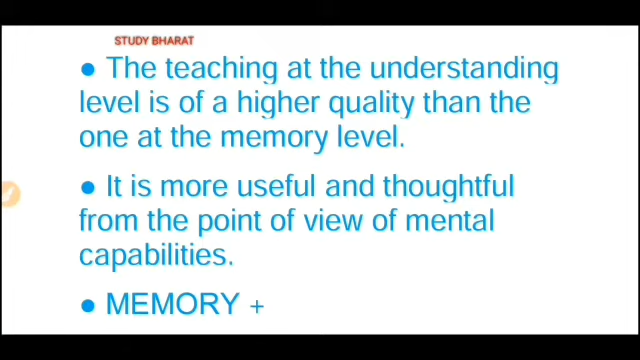 STUDY BHARAT
● The teaching at the understanding
level is of a higher quality than the
one at the memory level.
● It is more useful and thoughtful
from the point of view of mental
capabilities.
● MEMORY +